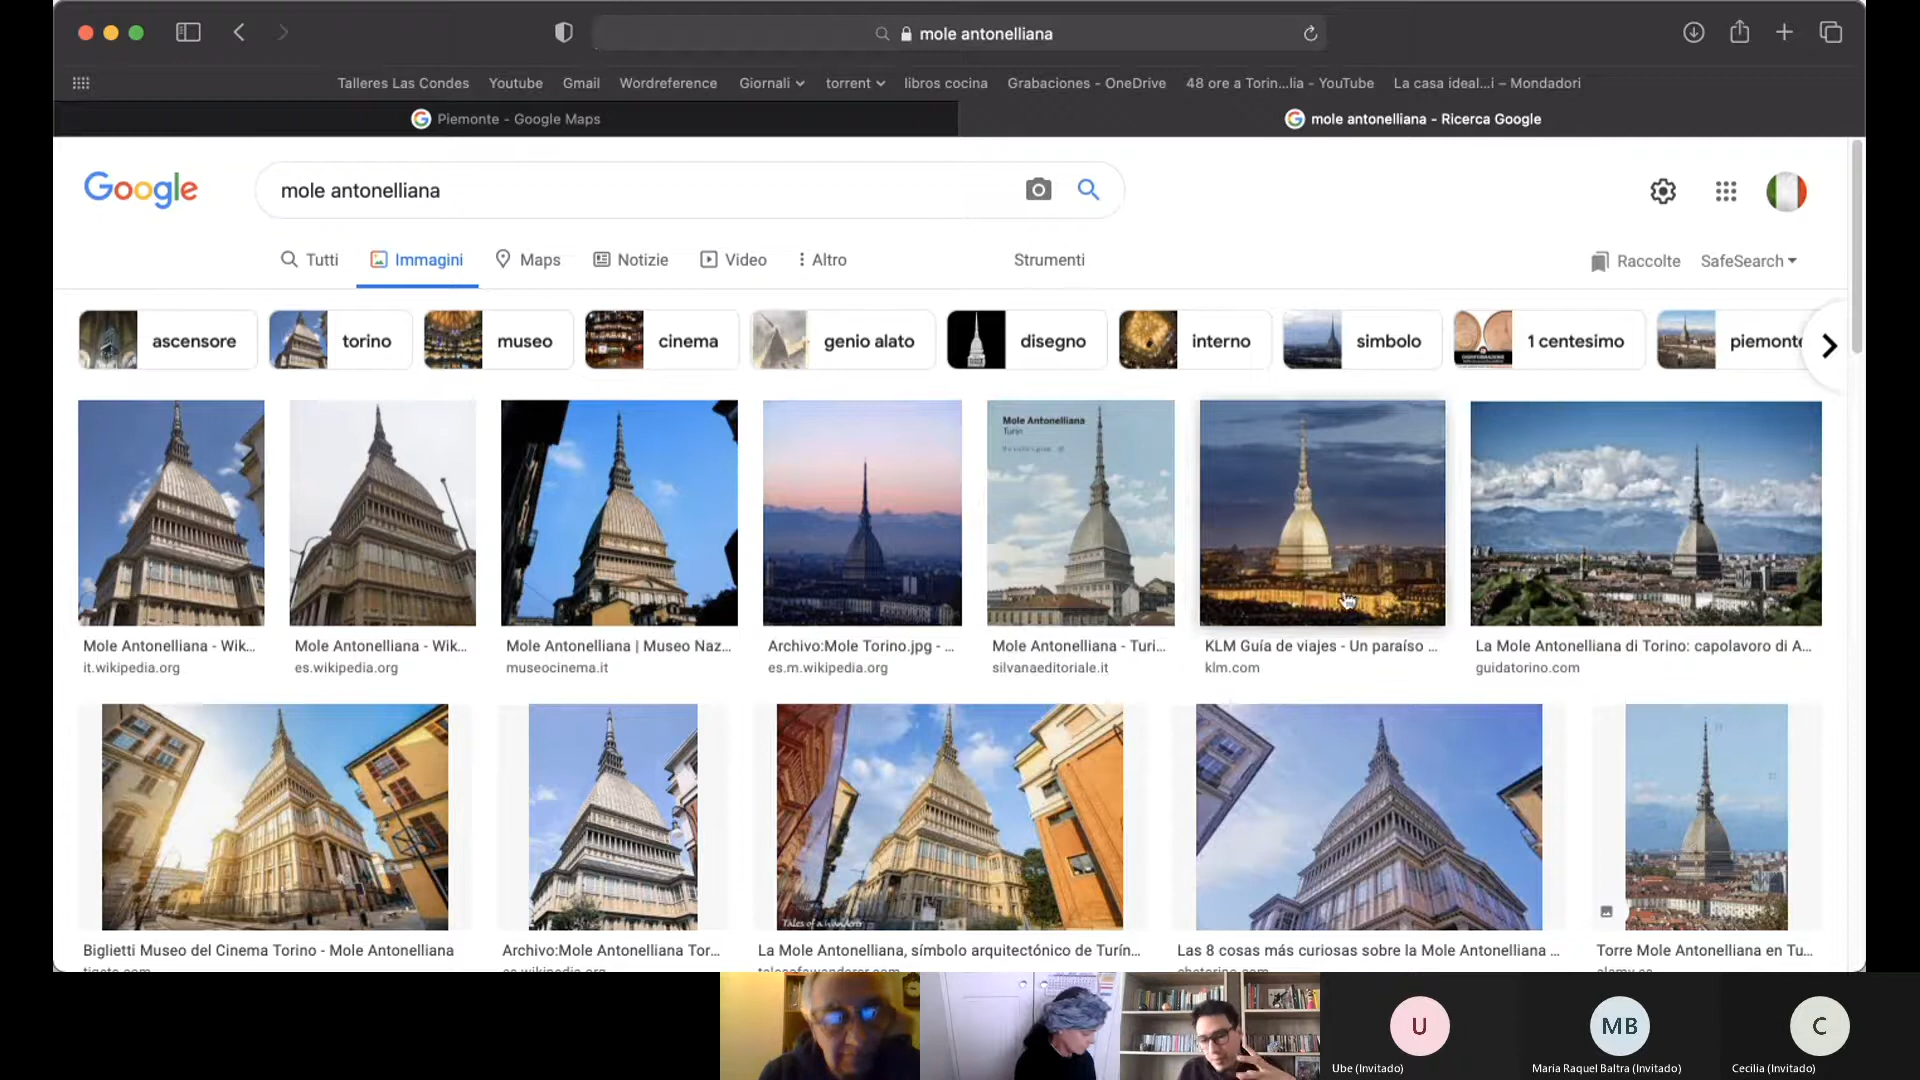 mole antonelliana
Talleres Las Condes Youtube Gmail Wordreference Giornali torrent libros cocina Grabaciones - OneDrive 48 ore a Torin...lia - YouTube La casa ideal...i – Mondadori
Piemonte - Google Maps mole antonelliana - Ricerca Google
Google mole antonelliana
Tutti Immagini Maps Notizie Video Altro Strumenti Raccolte SafeSearch
ascensore torino museo cinema genio alato disegno interno simbolo 1 centesimo piemonte
Mole Antonelliana
Turin
Mole Antonelliana - Wik... Mole Antonelliana - Wik... Mole Antonelliana | Museo Naz... Archivo:Mole Torino.jpg - ... Mole Antonelliana - Turi... KLM Guía de viajes - Un paraíso ... La Mole Antonelliana di Torino: capolavoro di A...
it.wikipedia.org es.wikipedia.org museocinema.it es.m.wikipedia.org silvanaeditoriale.it klm.com guidatorino.com
Tales of a Wanderer
Biglietti Museo del Cinema Torino - Mole Antonelliana Archivo:Mole Antonelliana Tor... La Mole Antonelliana, símbolo arquitectónico de Turín... Las 8 cosas más curiosas sobre la Mole Antonelliana ... Torre Mole Antonelliana en Tu...
U MB C
Ube (Invitado) Maria Raquel Baltra (Invitado) Cecilia (Invitado)